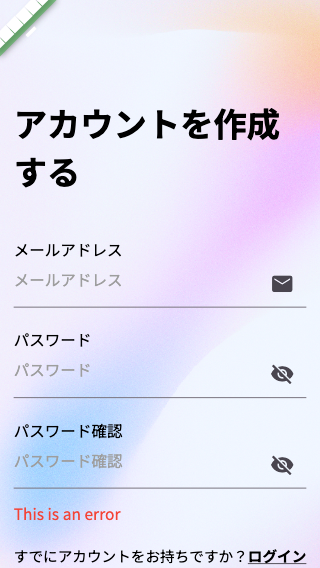 アカウントを作成
する
メールアドレス
メールアドレス
パスワード
パスワード
パスワード確認
パスワード確認
This is an error
すでにアカウントをお持ちですか？ログイン